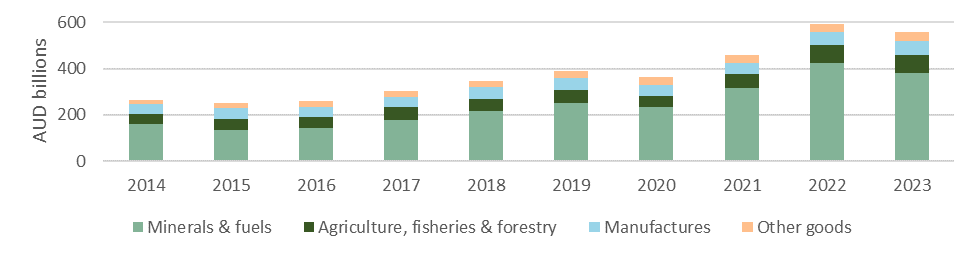 AUD billions
600
400
200
0
2014 2015 2016 2017 2018 2019 2020 2021 2022 2023
Minerals & fuels Agriculture, fisheries & forestry Manufactures Other goods